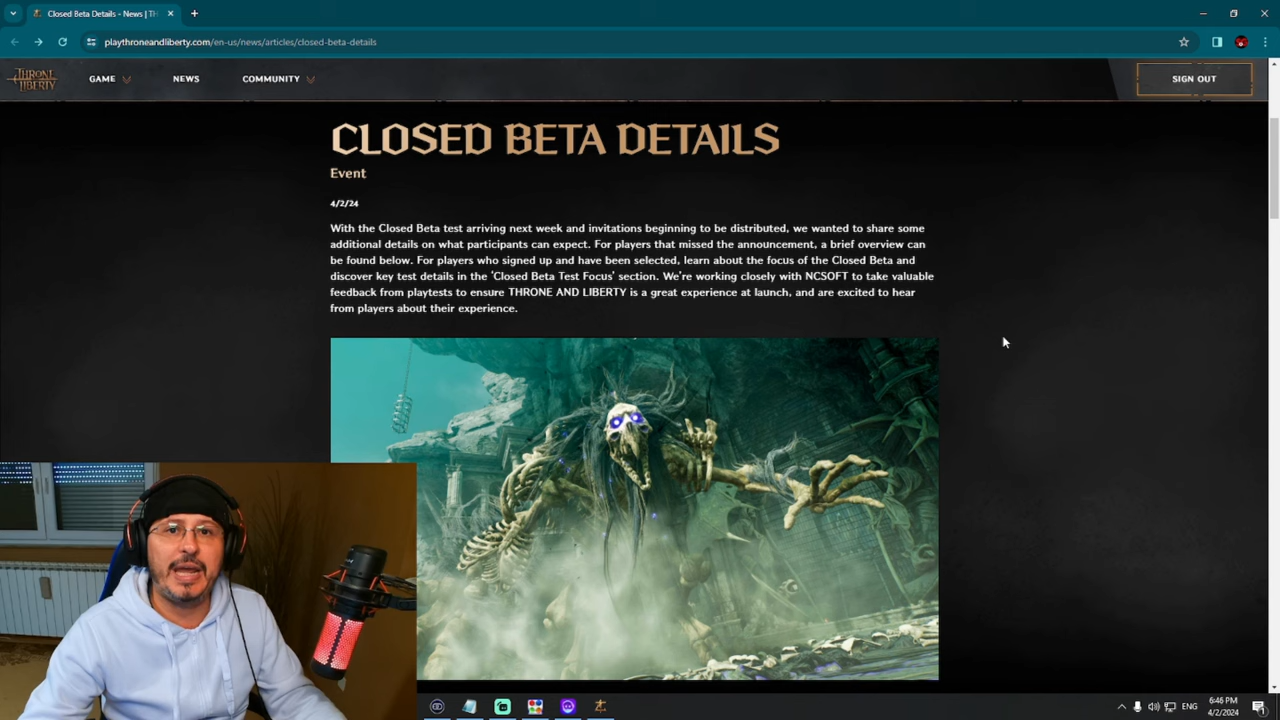 Closed Beta Details - News | TH
playthroneandliberty.com/en-us/news/articles/closed-beta-details
THRONE
LIBERTY
GAME
NEWS
COMMUNITY
SIGN OUT
CLOSED BETA DETAILS
Event
4/2/24
With the Closed Beta test arriving next week and invitations beginning to be distributed, we wanted to share some
additional details on what participants can expect. For players that missed the announcement, a brief overview can
be found below. For players who signed up and have been selected, learn about the focus of the Closed Beta and
discover key test details in the ‘Closed Beta Test Focus’ section. We’re working closely with NCSOFT to take valuable
feedback from playtests to ensure THRONE AND LIBERTY is a great experience at launch, and are excited to hear
from players about their experience.
ENG
6:46 PM
4/2/2024